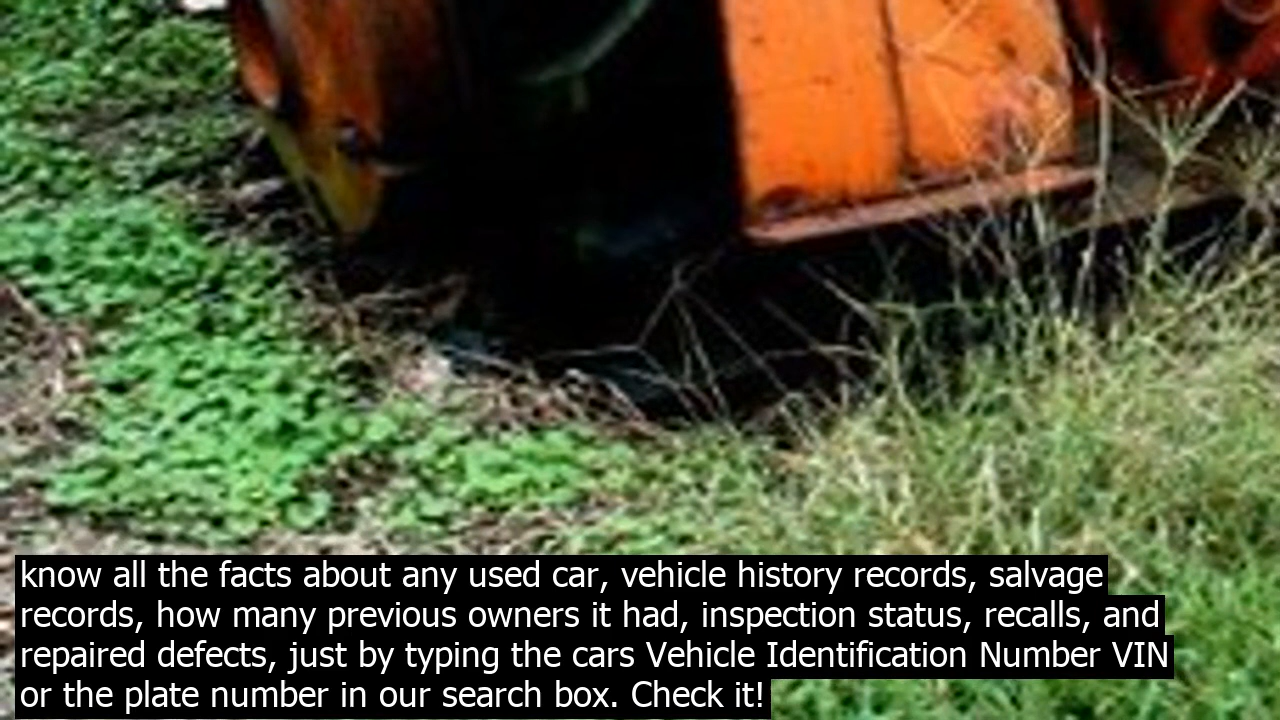 know all the facts about any used car, vehicle history records, salvage
records, how many previous owners it had, inspection status, recalls, and
repaired defects, just by typing the cars Vehicle Identification Number VIN
or the plate number in our search box. Check it!